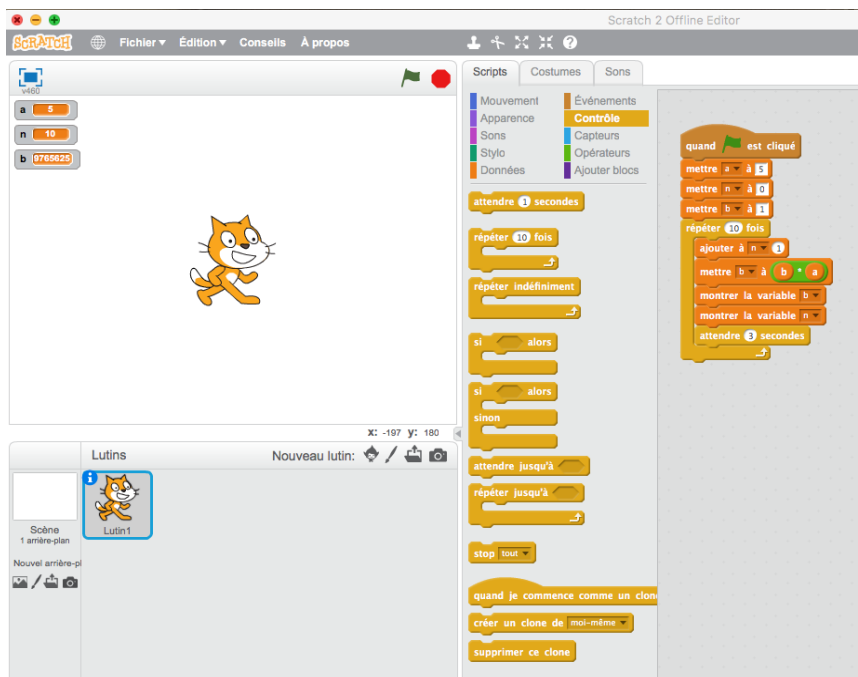 Scratch 2 Offline Editor
SCRATCH Fichier Édition Conseils À propos
v460
a 5
n 10
b 9765625
X: -197 Y: 180
Lutins
Nouveau lutin:
Scène
1 arrière-plan
Nouvel arrière-pl
Lutin1
Scripts Costumes Sons
Mouvement Événements
Apparence Contrôle
Sons Capteurs
Stylo Opérateurs
Données Ajouter blocs
attendre 1 secondes
répéter 10 fois
répéter indéfiniment
si alors
si alors
sinon
attendre jusqu'à
répéter jusqu'à
stop tout
quand je commence comme un clone
créer un clone de moi-même
supprimer ce clone
quand est cliqué
mettre a à 5
mettre n à 0
mettre b à 1
répéter 10 fois
ajouter à n 1
mettre b à b * a
montrer la variable b
montrer la variable n
attendre 3 secondes